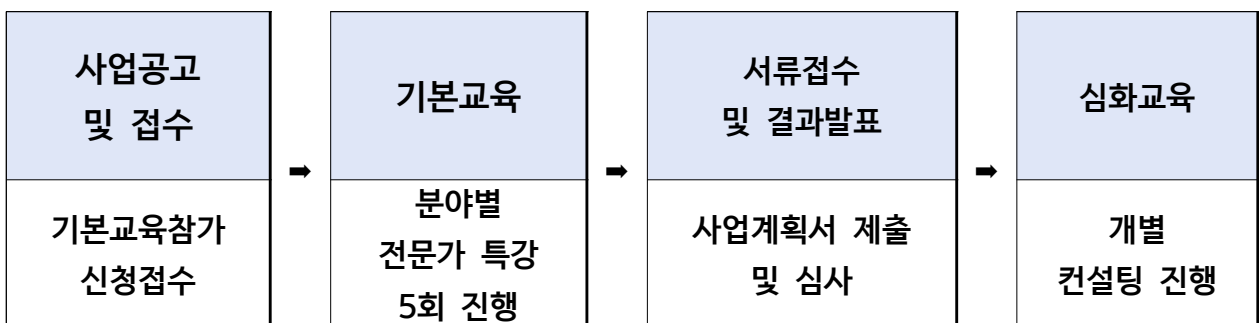 사업공고
및 접수
기본교육참가
신청접수
➡
기본교육
분야별
전문가 특강
5회 진행
➡
서류접수
및 결과발표
사업계획서 제출
및 심사
➡
심화교육
개별
컨설팅 진행